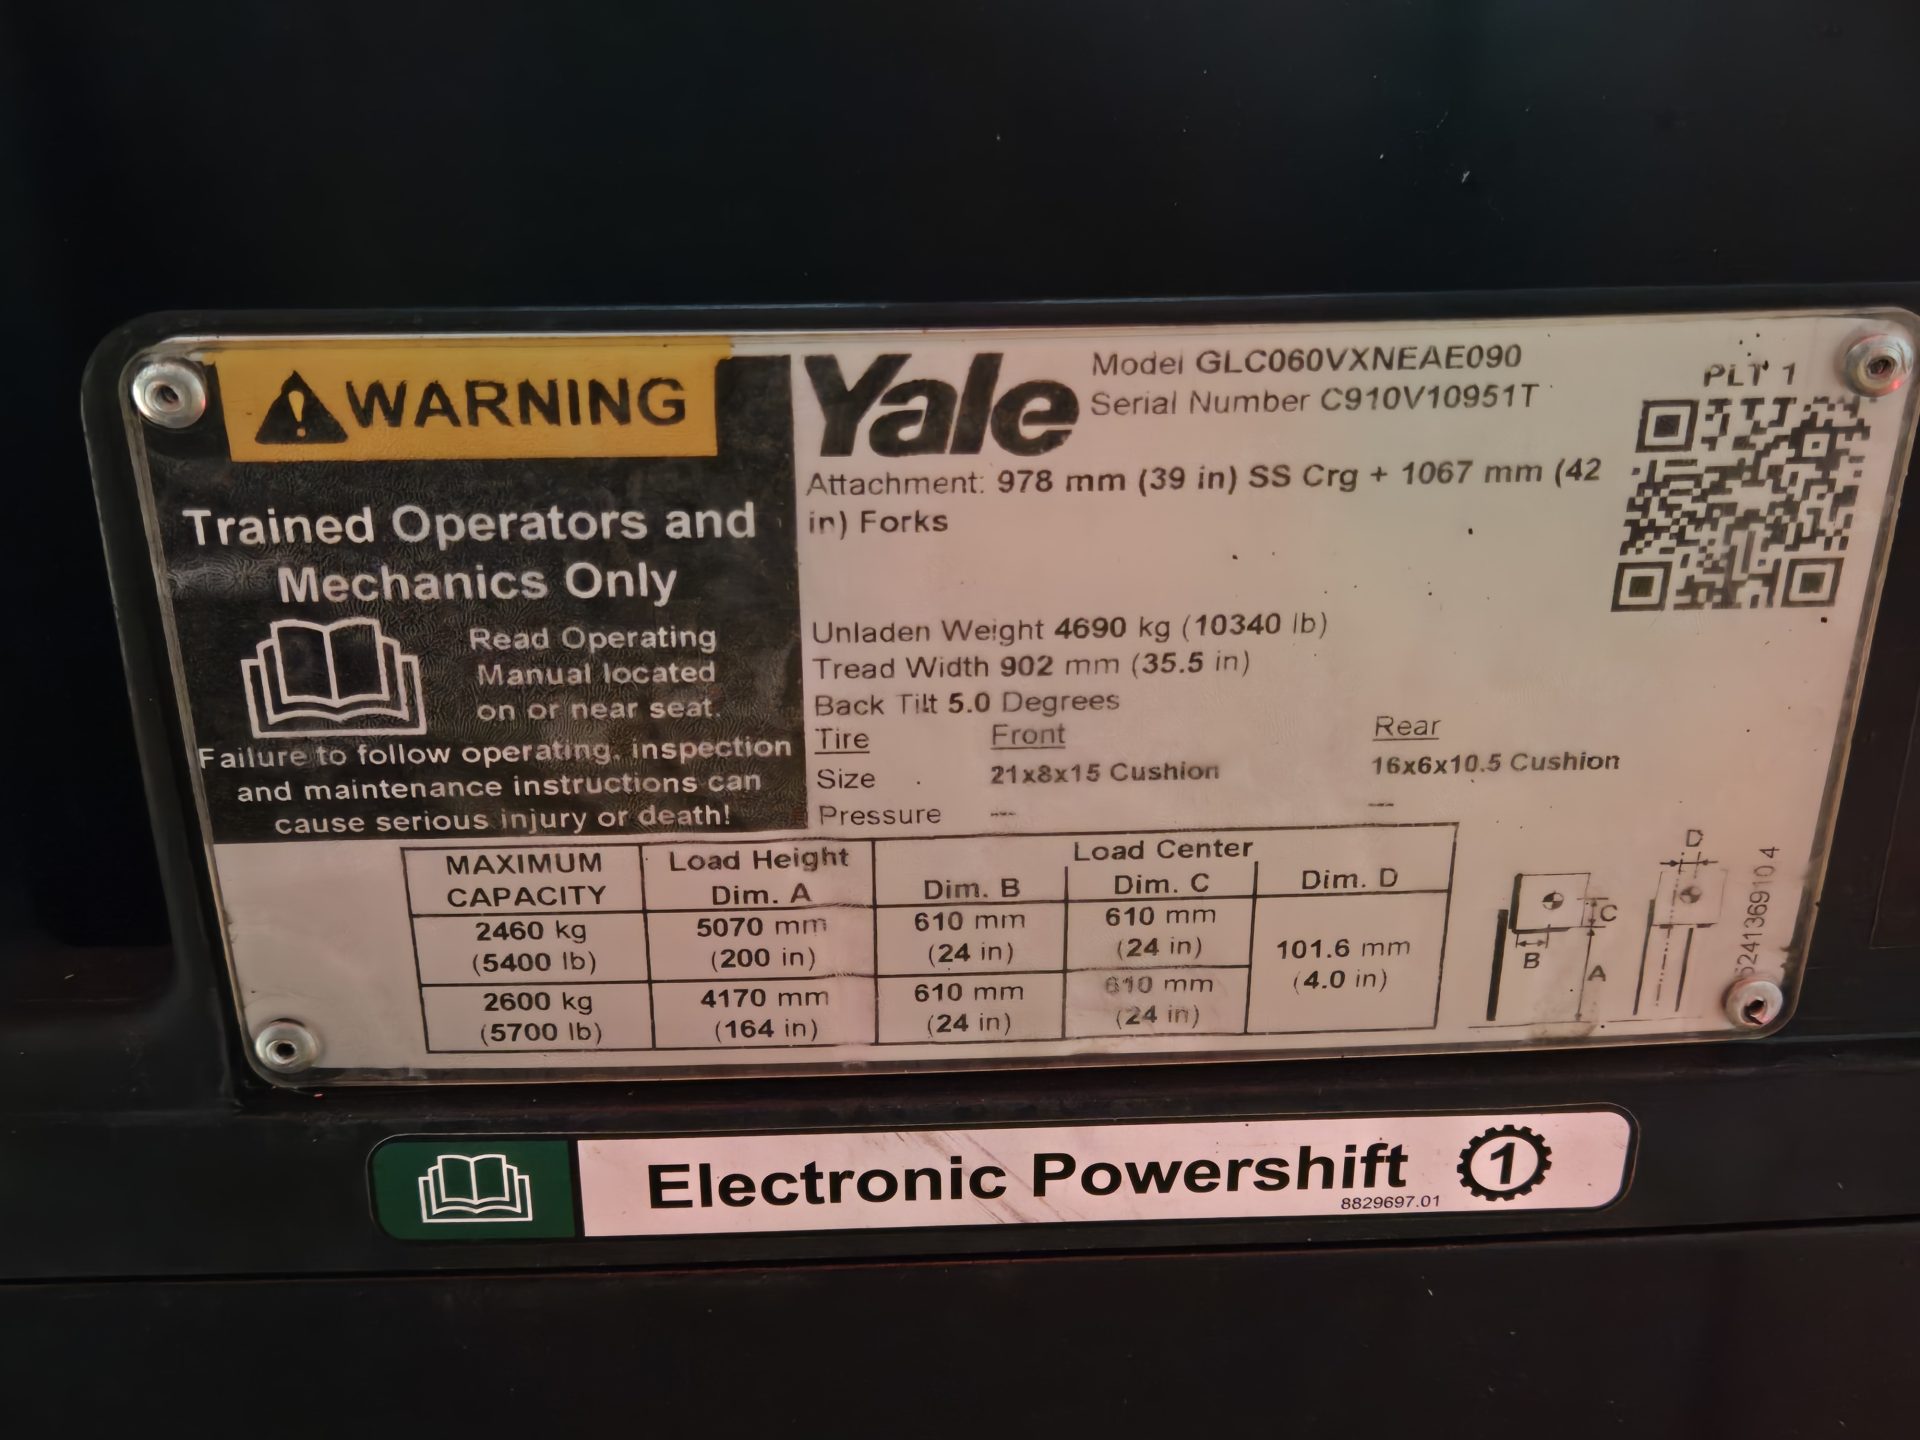 WARNING
Trained Operators and
Mechanics Only
Read Operating
Manual located
on or near seat.
Failure to follow operating, inspection
and maintenance instructions can
cause serious injury or death!
Yale
Model GLC060VXNEAE090
Serial Number C910V10951T
PLT 1
Attachment: 978 mm (39 in) SS Crg + 1067 mm (42
in) Forks
Unladen Weight 4690 kg (10340 lb)
Tread Width 902 mm (35.5 in)
Back Tilt 5.0 Degrees
Tire Front Rear
Size 21x8x15 Cushion 16x6x10.5 Cushion
Pressure --- ---
MAXIMUM CAPACITY Load Height Dim. A Load Center
Dim. B Dim. C Dim. D
2460 kg 5070 mm 610 mm 610 mm 101.6 mm
(5400 lb) (200 in) (24 in) (24 in) (4.0 in)
2600 kg 4170 mm 610 mm 610 mm
(5700 lb) (164 in) (24 in) (24 in)
D
C
B
A
Electronic Powershift 1
8829697.01